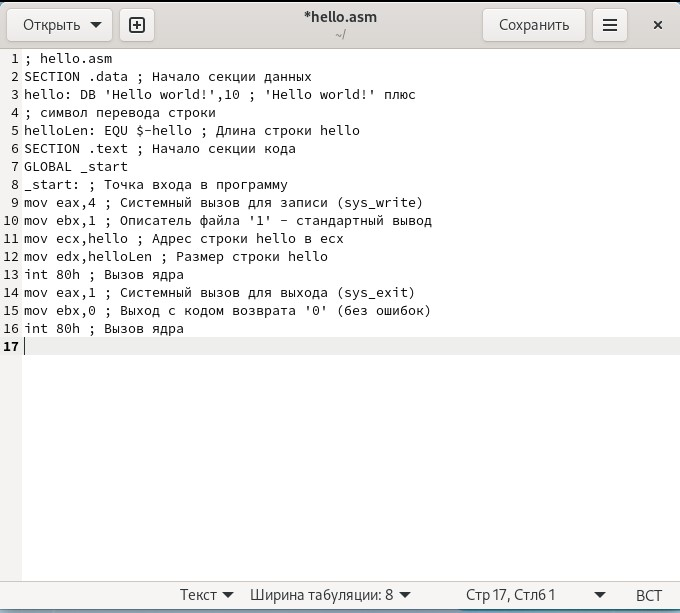 Открыть
*hello.asm
~/
Сохранить
1 ; hello.asm
2 SECTION .data ; Начало секции данных
3 hello: DB 'Hello world!',10 ; 'Hello world!' плюс
4 ; символ перевода строки
5 helloLen: EQU $-hello ; Длина строки hello
6 SECTION .text ; Начало секции кода
7 GLOBAL _start
8 _start: ; Точка входа в программу
9 mov eax,4 ; Системный вызов для записи (sys_write)
10 mov ebx,1 ; Описатель файла '1' - стандартный вывод
11 mov ecx,hello ; Адрес строки hello в ecx
12 mov edx,helloLen ; Размер строки hello
13 int 80h ; Вызов ядра
14 mov eax,1 ; Системный вызов для выхода (sys_exit)
15 mov ebx,0 ; Выход с кодом возврата '0' (без ошибок)
16 int 80h ; Вызов ядра
17
Текст Ширина табуляции: 8 Стр 17, Стлб 1 ВСТ